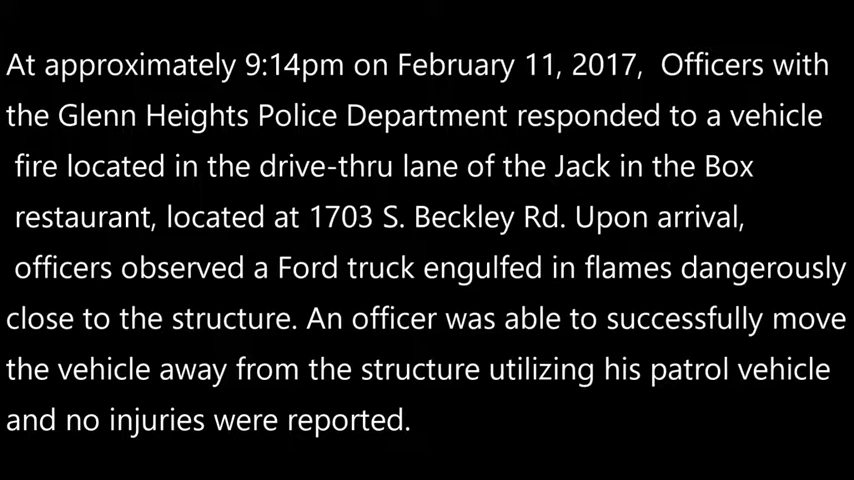 At approximately 9:14pm on February 11, 2017,  Officers with
the Glenn Heights Police Department responded to a vehicle
fire located in the drive-thru lane of the Jack in the Box
restaurant, located at 1703 S. Beckley Rd. Upon arrival,
officers observed a Ford truck engulfed in flames dangerously
close to the structure. An officer was able to successfully move
the vehicle away from the structure utilizing his patrol vehicle
and no injuries were reported.